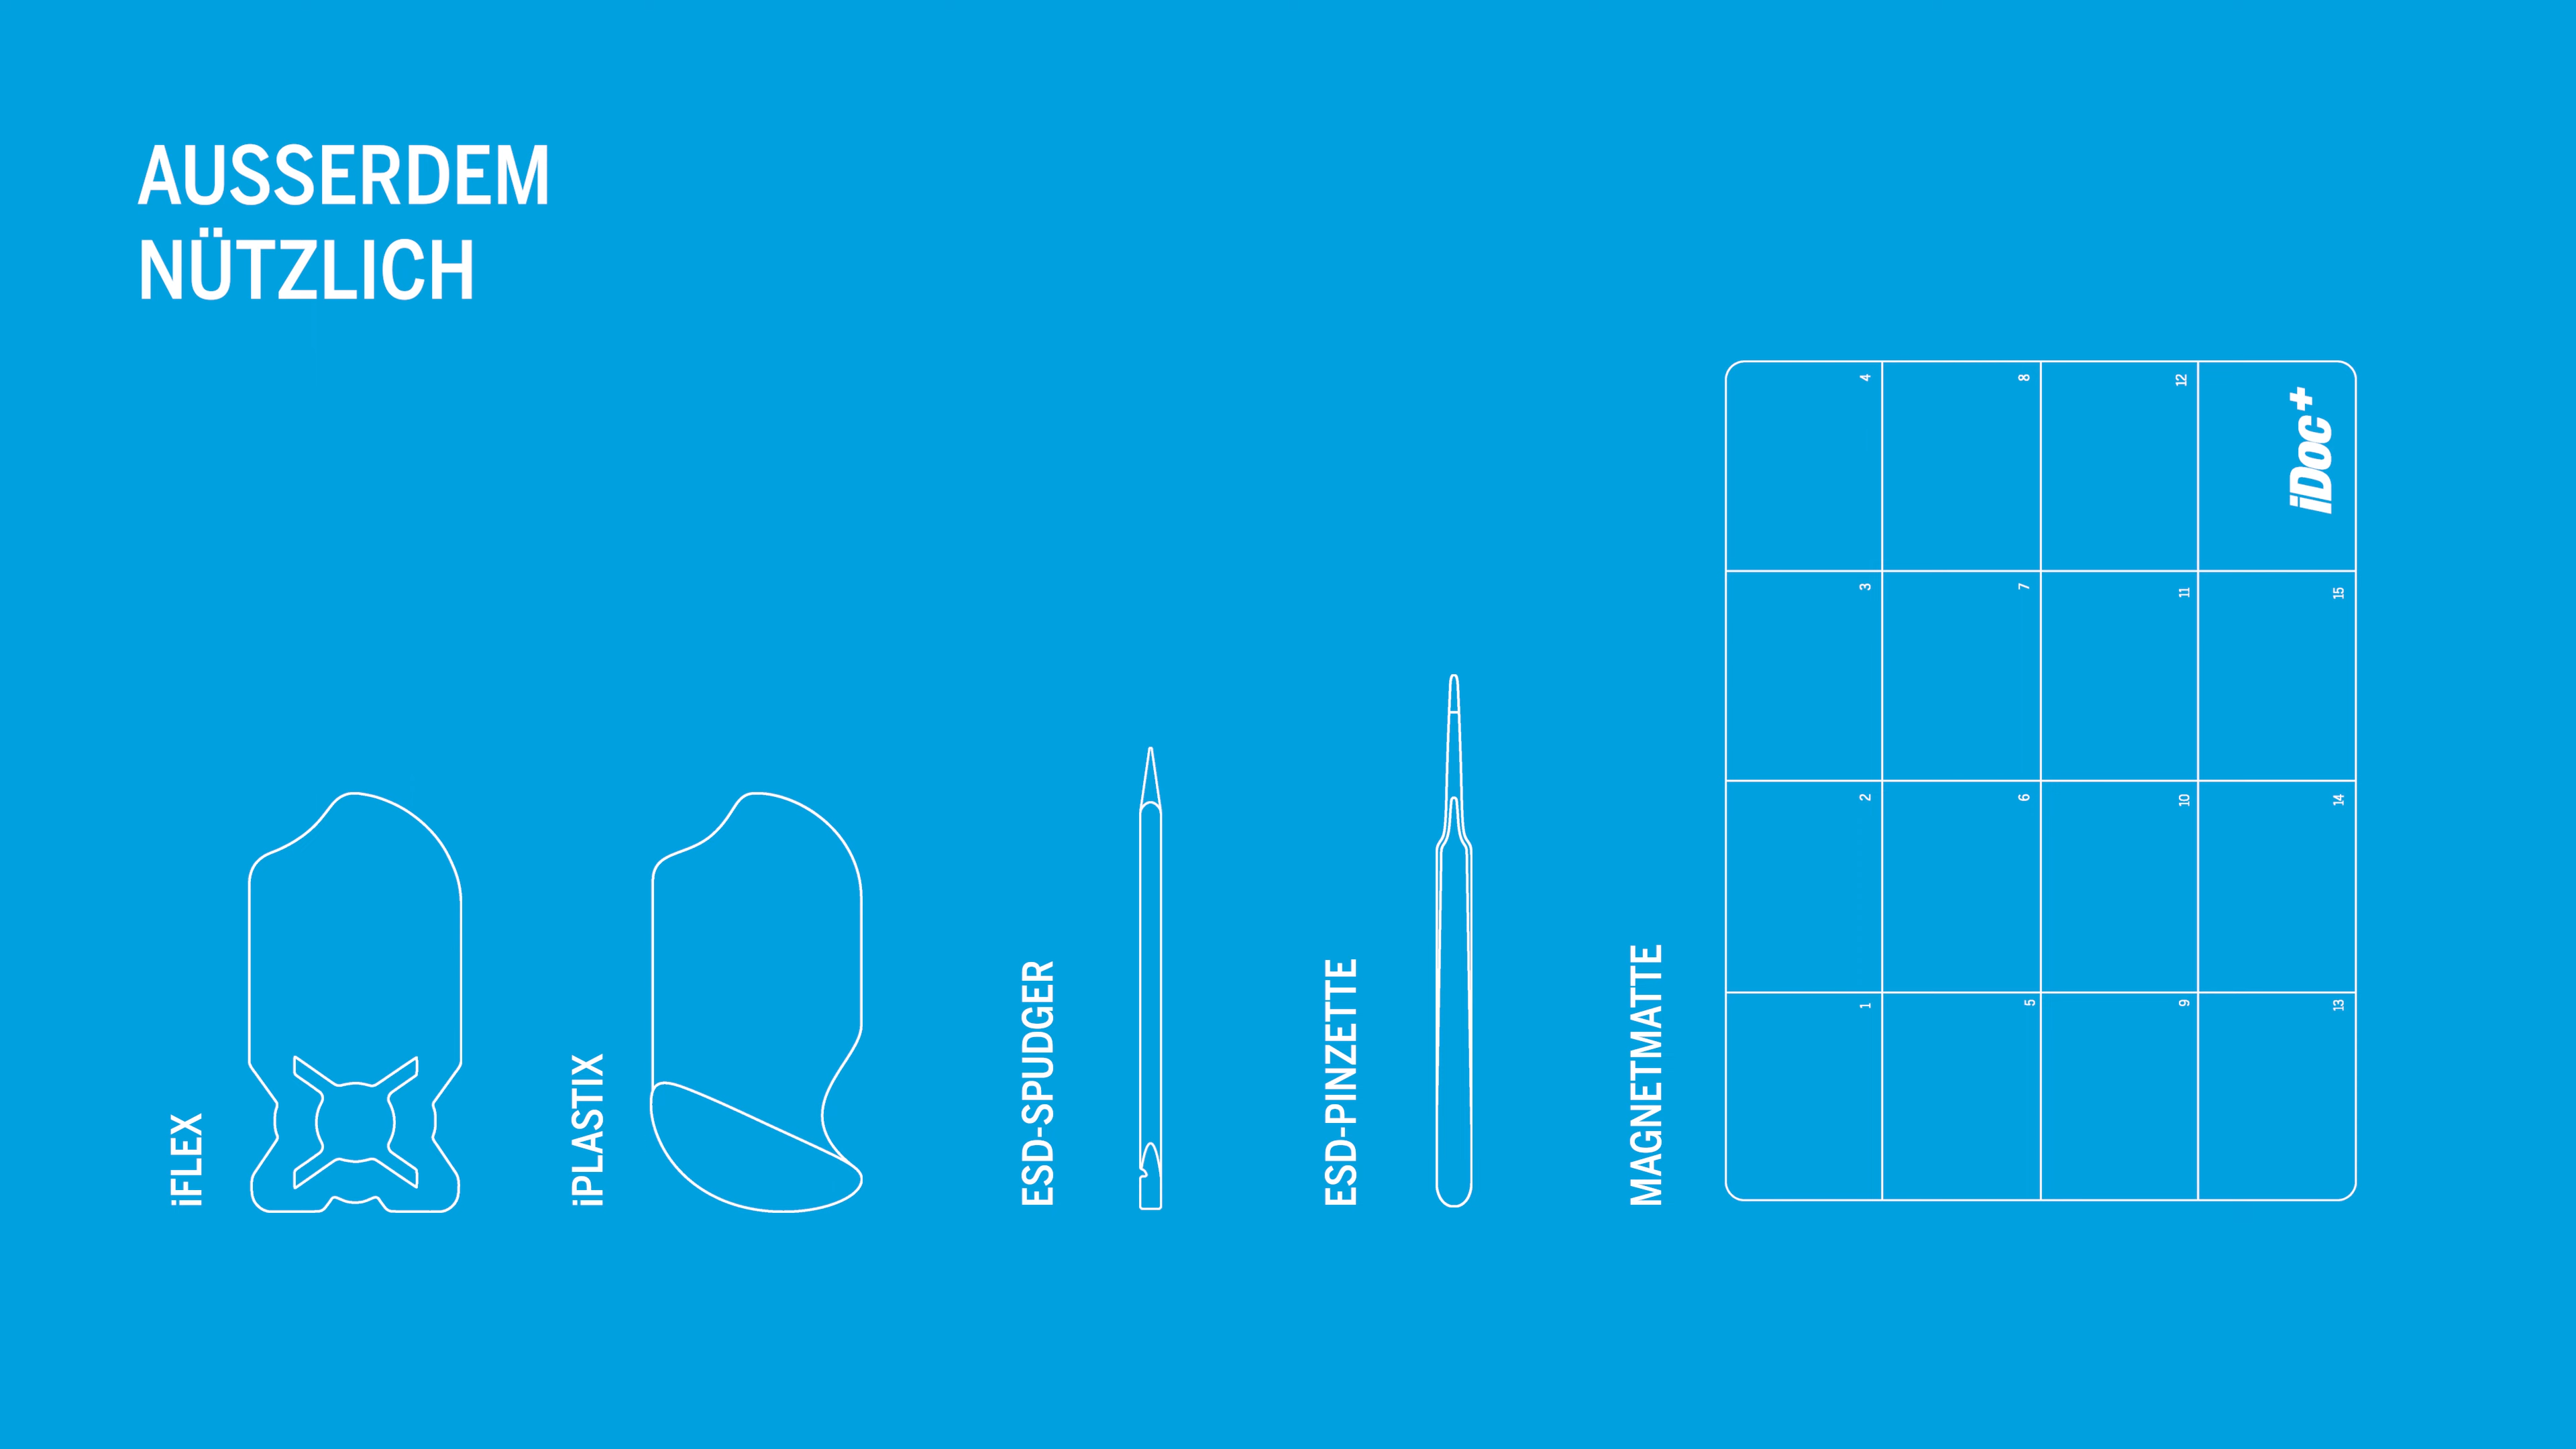 AUSSERDEM
NÜTZLICH
iFLEX
iPLASTIX
ESD-SPUDGER
ESD-PINZETTE
MAGNETMATTE
4
8
12
iDoc+
3
7
11
15
2
6
10
14
1
5
9
13